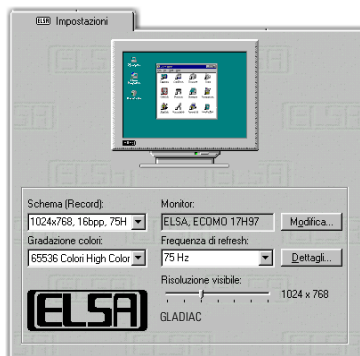 ELSA Impostazioni
Schema (Record):
1024x768, 16bpp, 75H
Monitor:
ELSA, ECOMO 17H97
Modifica...
Gradazione colori:
65536 Colori High Color
Frequenza di refresh:
75 Hz
Dettagli...
Risoluzione visibile:
1024 x 768
ELSA
GLADIAC